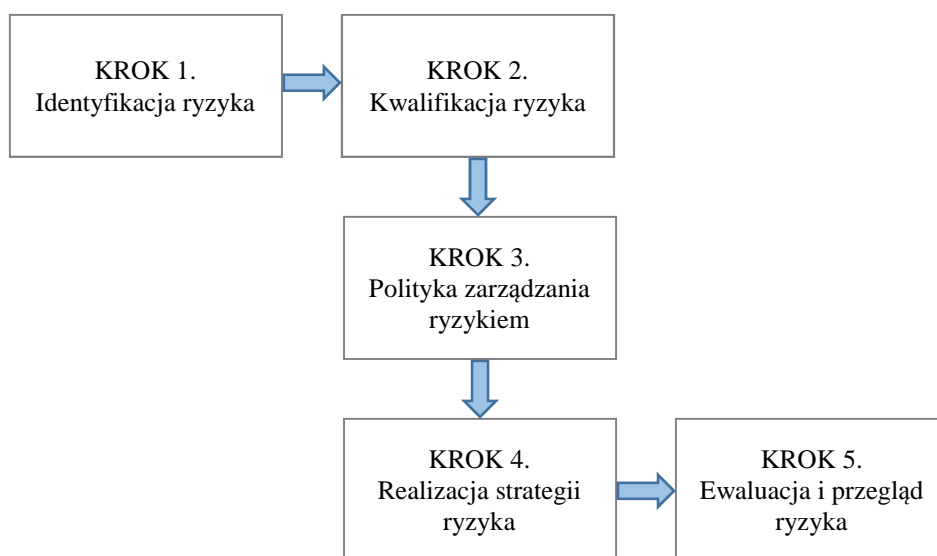 KROK 1.
Identyfikacja ryzyka
KROK 2.
Kwalifikacja ryzyka
KROK 3.
Polityka zarządzania
ryzykiem
KROK 4.
Realizacja strategii
ryzyka
KROK 5.
Ewaluacja i przegląd
ryzyka